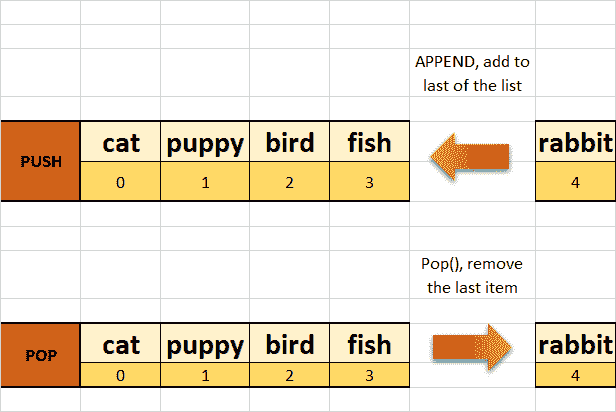 APPEND, add to
last of the list
PUSH
cat puppy bird fish rabbit
0 1 2 3 4
Pop(), remove
the last item
POP
cat puppy bird fish rabbit
0 1 2 3 4